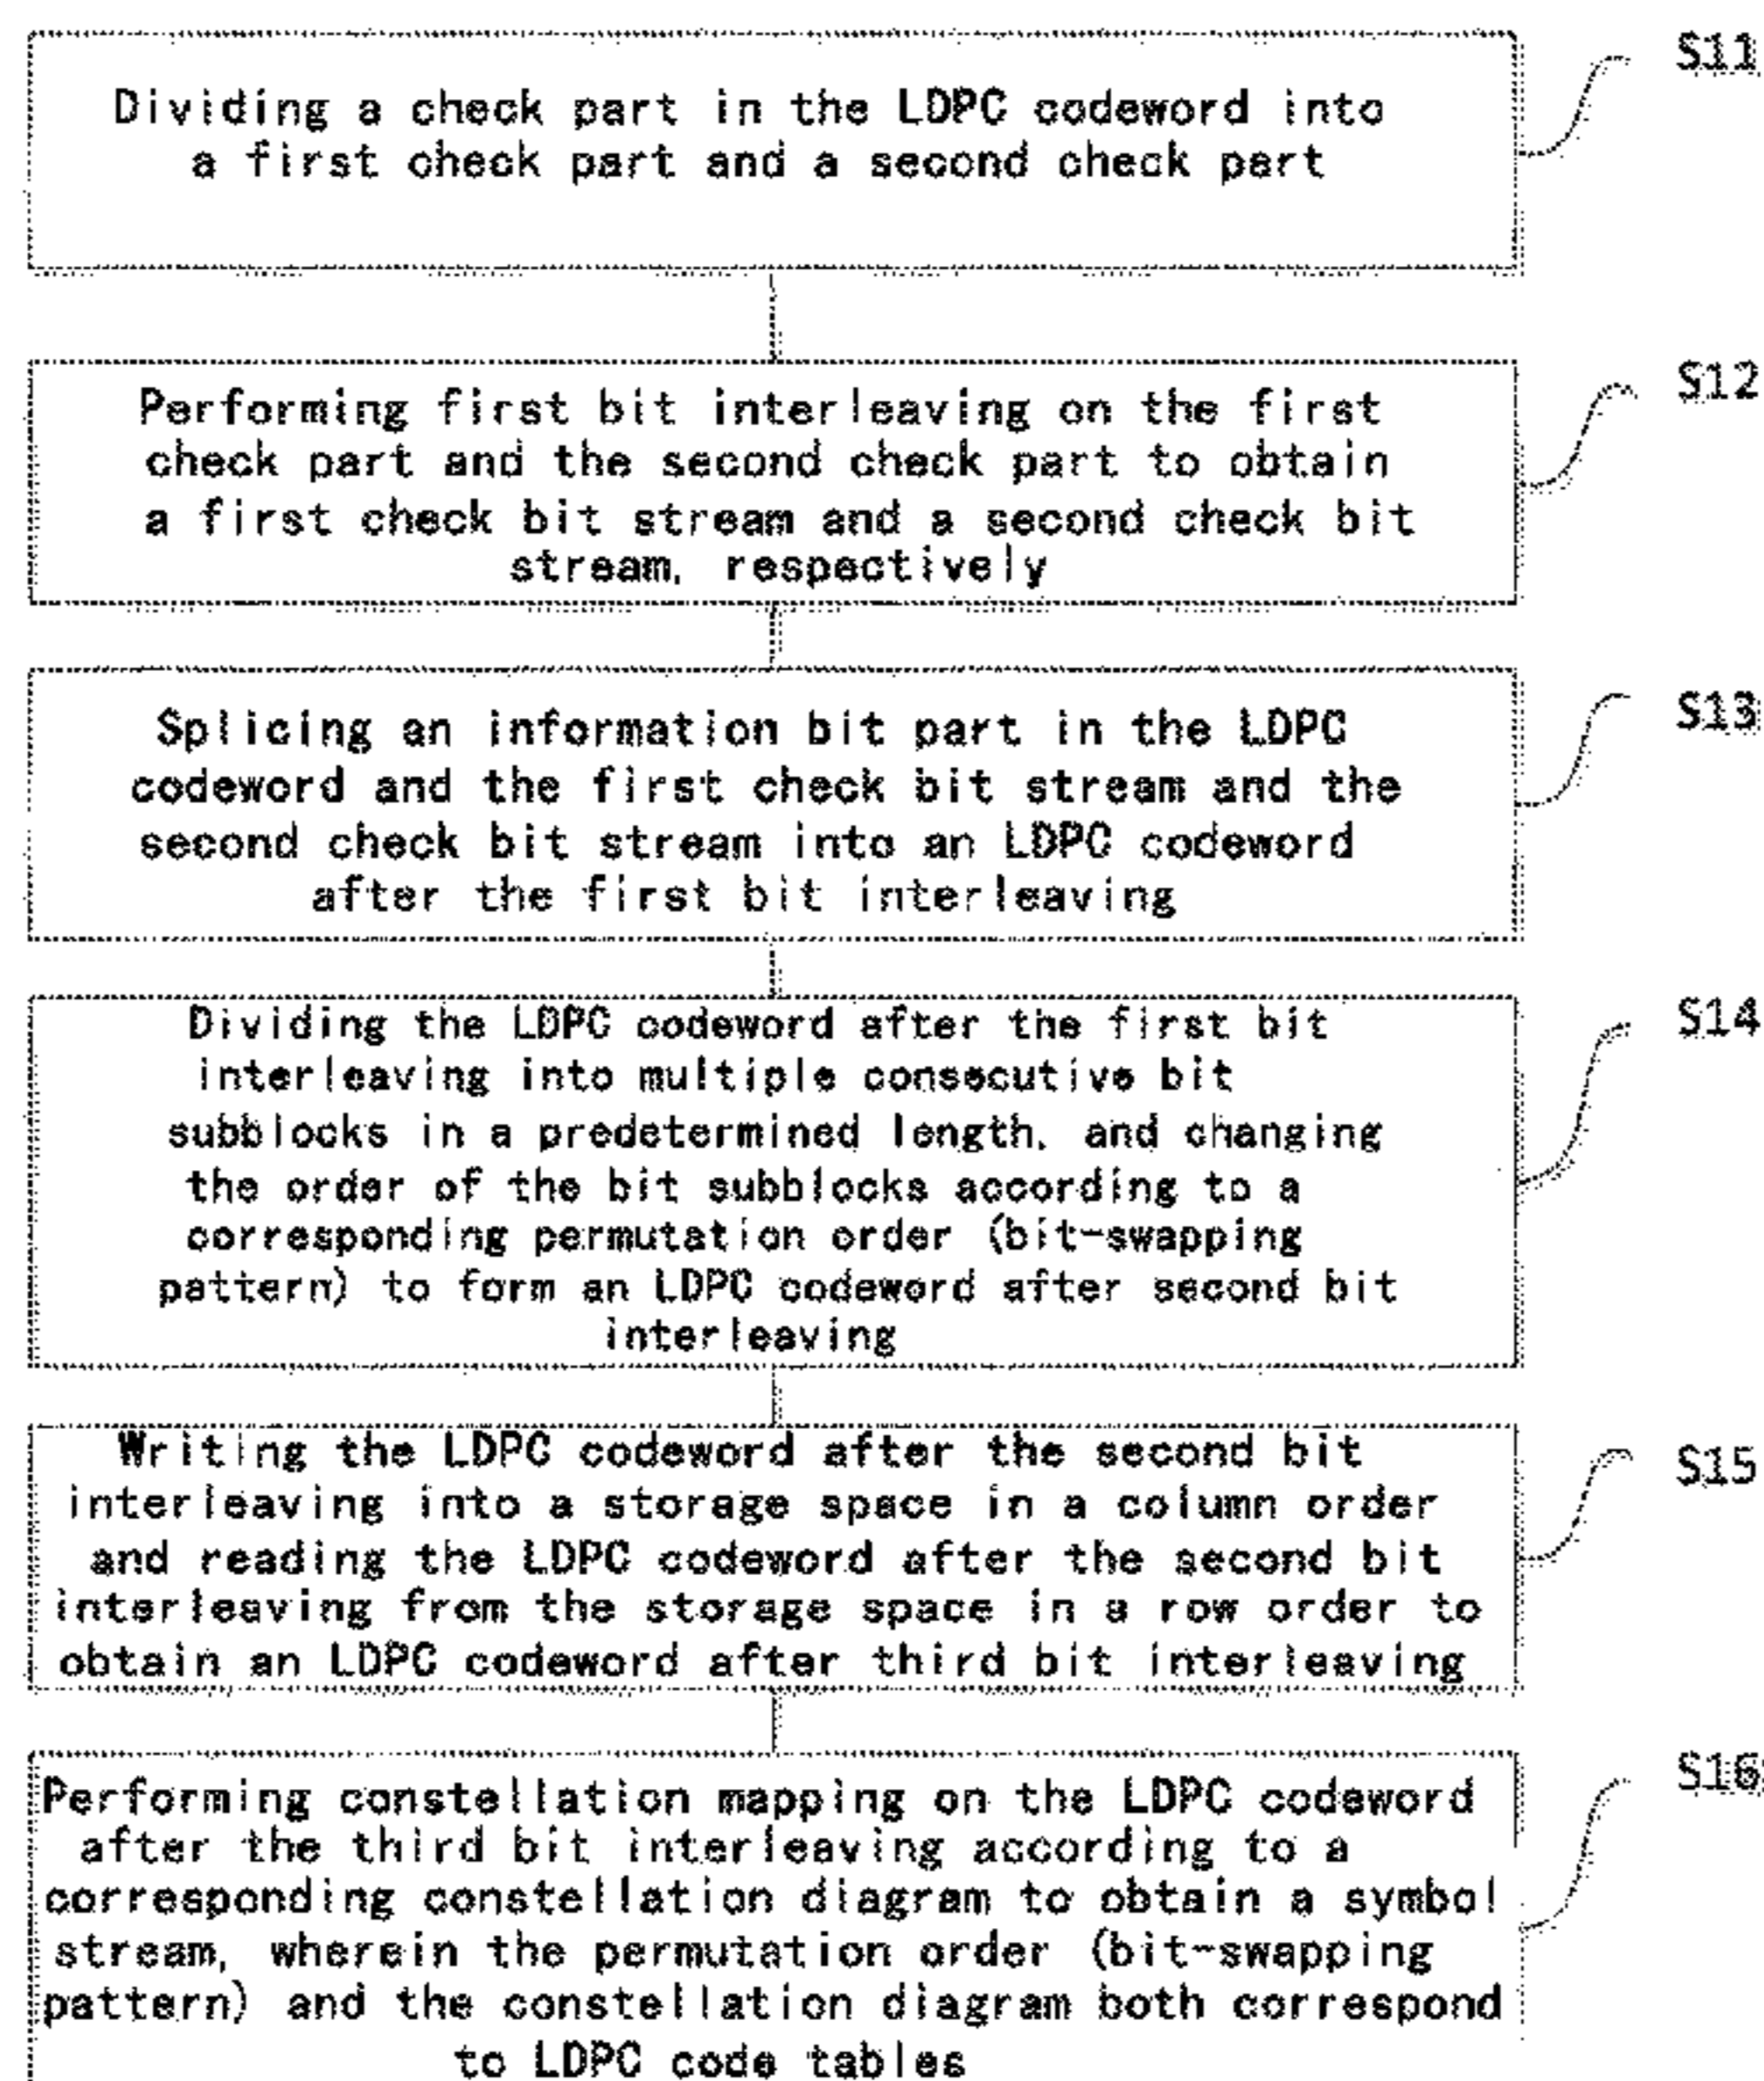 S11
Dividing a check part in the LDPC codeword into
a first check part and a second check part
S12
Performing first bit interleaving on the first
check part and the second check part to obtain
a first check bit stream and a second check bit
stream, respectively
S13
Splicing an information bit part in the LDPC
codeword and the first check bit stream and the
second check bit stream into an LDPC codeword
after the first bit interleaving
S14
Dividing the LDPC codeword after the first bit
interleaving into multiple consecutive bit
subblocks in a predetermined length, and changing
the order of the bit subblocks according to a
corresponding permutation order (bit-swapping
pattern) to form an LDPC codeword after second bit
interleaving
S15
Writing the LDPC codeword after the second bit
interleaving into a storage space in a column order
and reading the LDPC codeword after the second bit
interleaving from the storage space in a row order to
obtain an LDPC codeword after third bit interleaving
S16
Performing constellation mapping on the LDPC codeword
after the third bit interleaving according to a
corresponding constellation diagram to obtain a symbol
stream, wherein the permutation order (bit-swapping
pattern) and the constellation diagram both correspond
to LDPC code tables